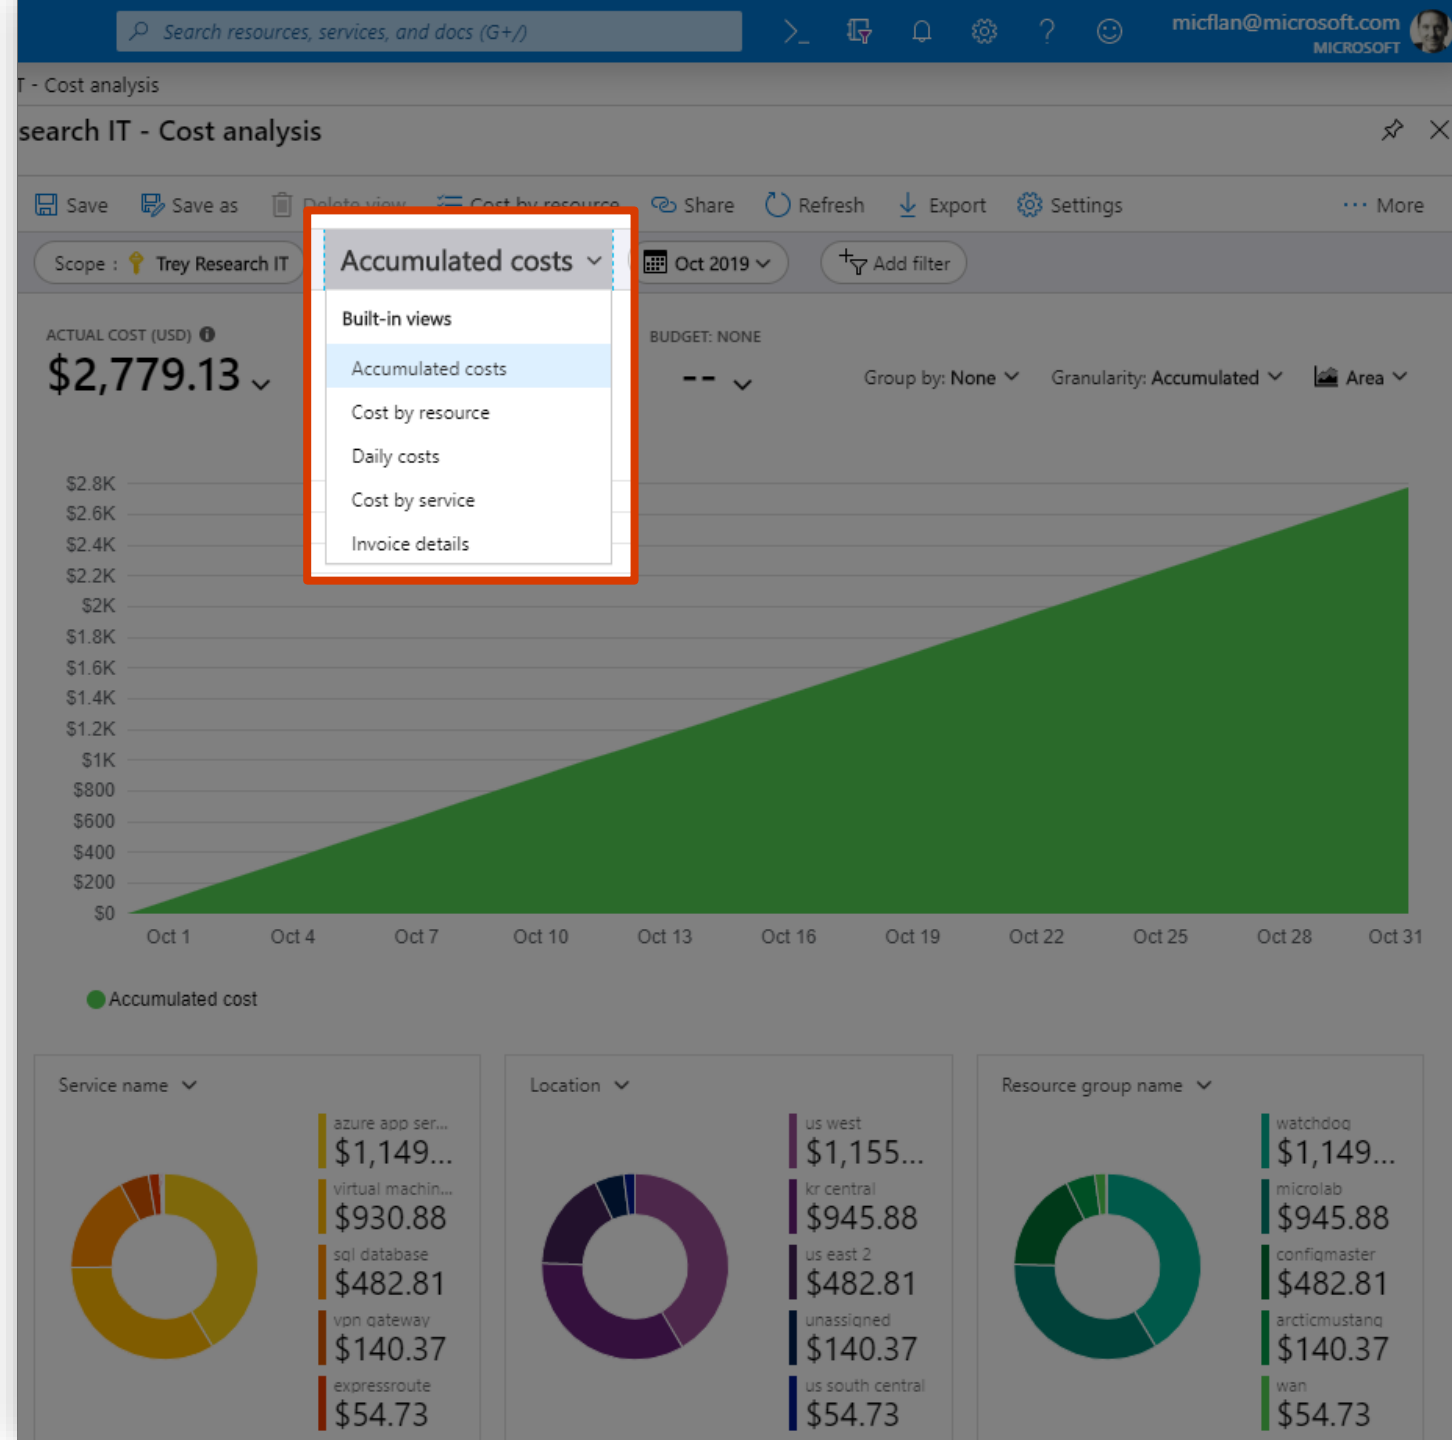 Search resources, services, and docs (G+/)
micflan@microsoft.com
MICROSOFT
T - Cost analysis
search IT - Cost analysis
Save Save as Delete view Cost by resource Share Refresh Export Settings ··· More
Scope : Trey Research IT Accumulated costs Oct 2019 Add filter
Built-in views
Accumulated costs
Cost by resource
Daily costs
Cost by service
Invoice details
ACTUAL COST (USD)
$2,779.13
BUDGET: NONE
--
Group by: None Granularity: Accumulated Area
$2.8K
$2.6K
$2.4K
$2.2K
$2K
$1.8K
$1.6K
$1.4K
$1.2K
$1K
$800
$600
$400
$200
$0
Oct 1 Oct 4 Oct 7 Oct 10 Oct 13 Oct 16 Oct 19 Oct 22 Oct 25 Oct 28 Oct 31
Accumulated cost
Service name
azure app ser...
$1,149...
virtual machin...
$930.88
sql database
$482.81
vpn gateway
$140.37
expressroute
$54.73
Location
us west
$1,155...
kr central
$945.88
us east 2
$482.81
unassigned
$140.37
us south central
$54.73
Resource group name
watchdog
$1,149...
microlab
$945.88
configmaster
$482.81
arcticmustang
$140.37
wan
$54.73